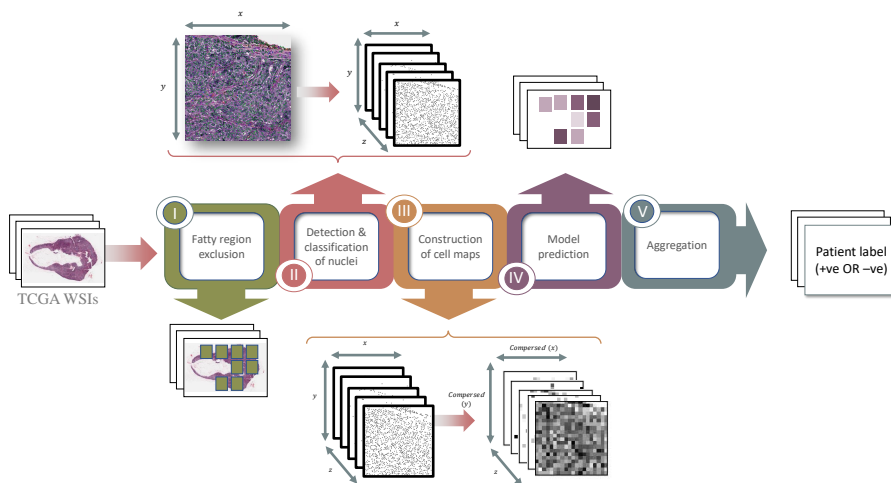 x
x
y
y
z
I
III
V
Fatty region
exclusion
Detection &
classification
of nuclei
Construction
of cell maps
Model
prediction
Aggregation
Patient label
(+ve OR –ve)
II
IV
TCGA WSIs
x
Compersed (x)
y
Compersed
(y)
z
z